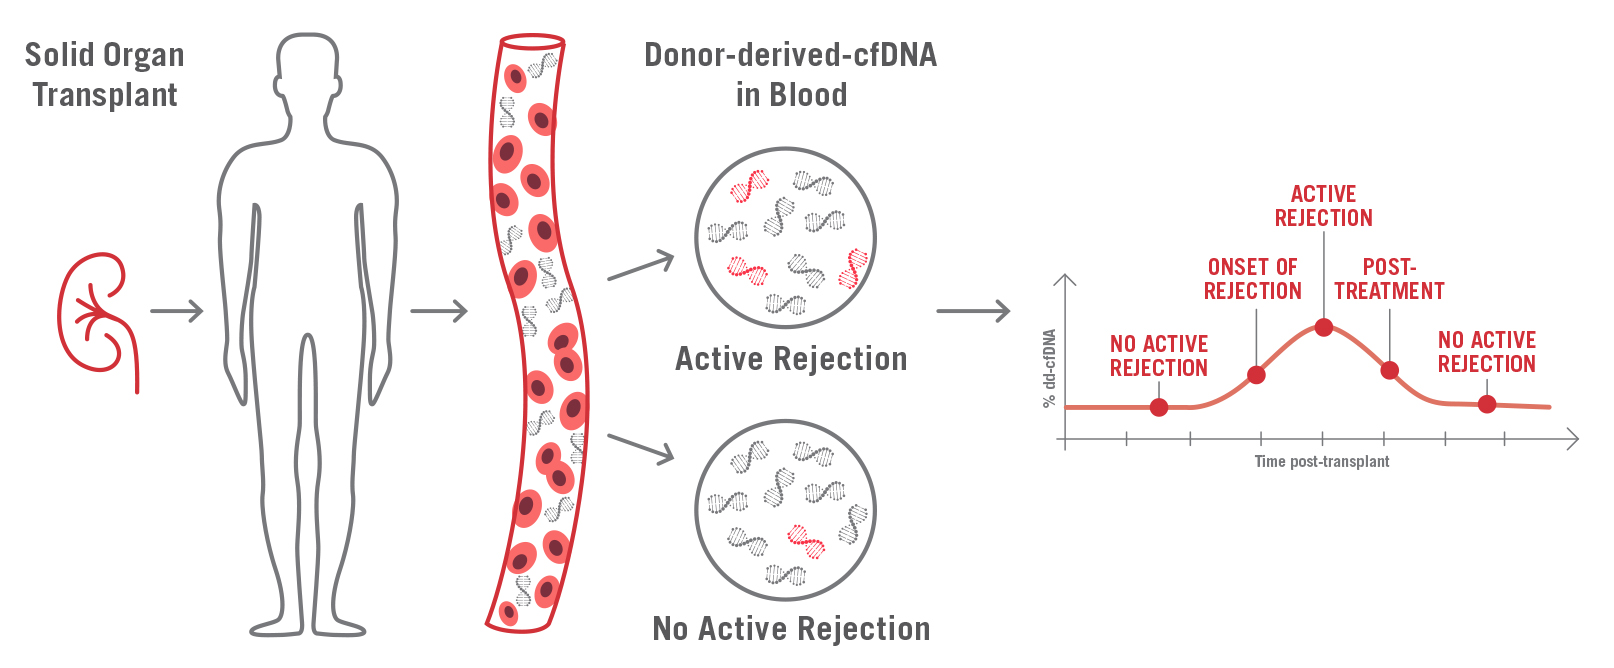 Solid Organ
Transplant
Donor-derived-cfDNA
in Blood
Active Rejection
No Active Rejection
ACTIVE
REJECTION
ONSET OF
REJECTION
POST-
TREATMENT
NO ACTIVE
REJECTION
NO ACTIVE
REJECTION
% dd-cfDNA
Time post-transplant